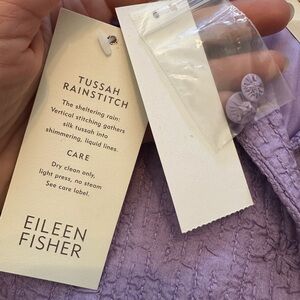 TUSSAH
RAINSTITCH
The sheltering rain:
Vertical stitching gathers
silk tussah into
shimmering, liquid lines.
CARE
Dry clean only,
light press, no steam
See care label.
EILEEN
FISHER